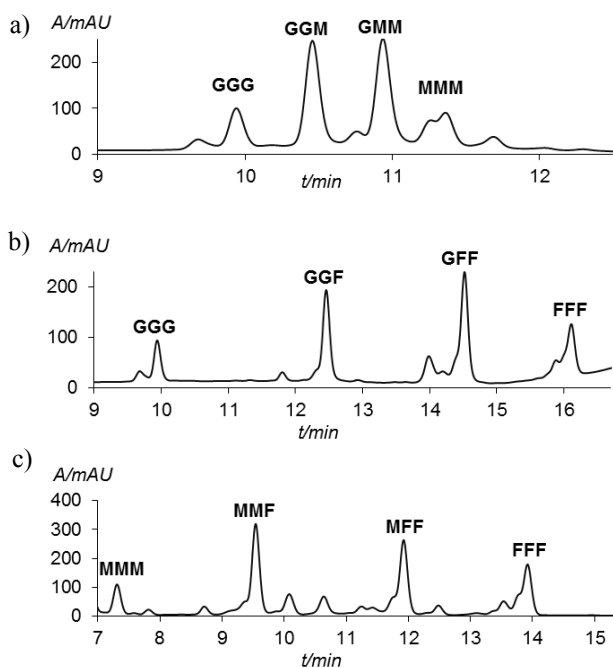 a)
A/mAU
GGG GGM GMM MMM
200
100
0
9 10 11 12
t/min
b)
A/mAU
GGG GGF GFF FFF
200
100
0
9 10 11 12 13 14 15 16
t/min
c)
A/mAU
400
300
200
100
0
MMM MMF MFF FFF
7 8 9 10 11 12 13 14 15
t/min